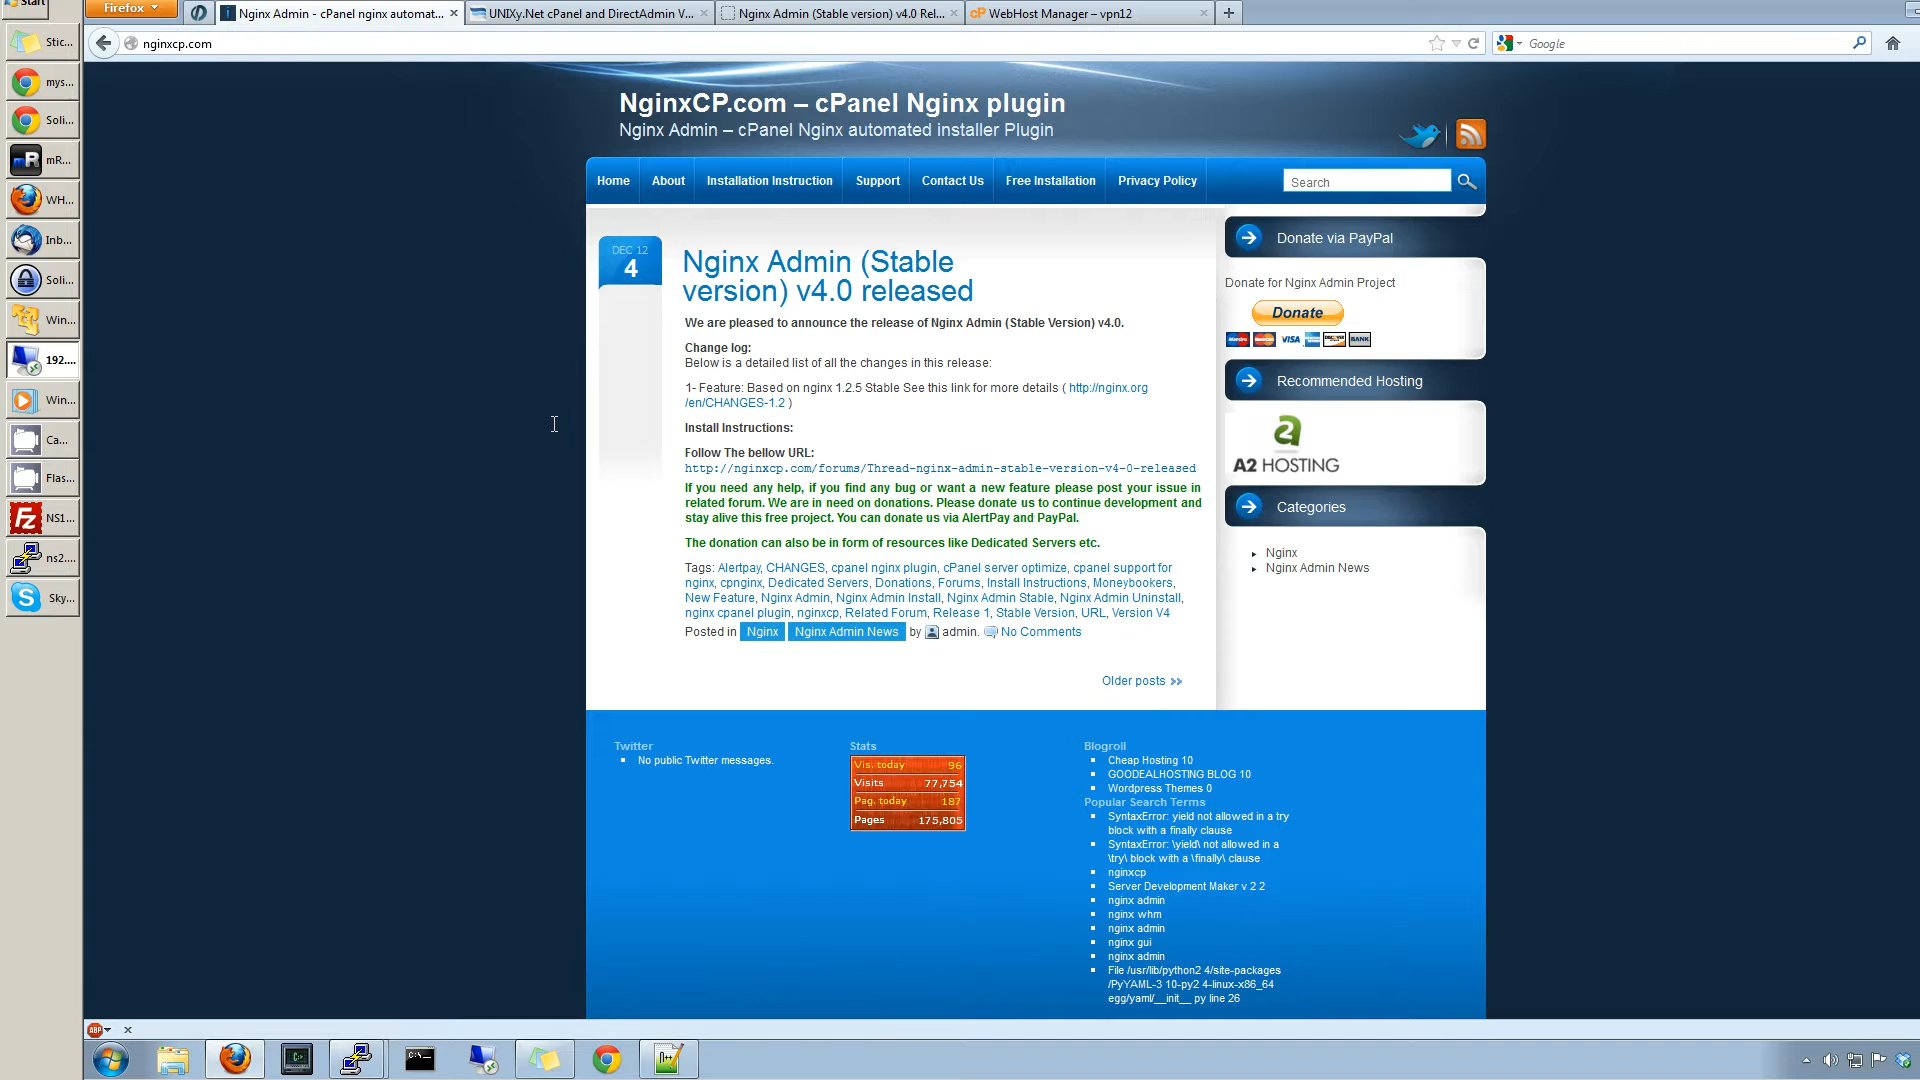 Start
Firefox
Nginx Admin - cPanel nginx automat...
UNIXy.Net cPanel and DirectAdmin V...
Nginx Admin (Stable version) v4.0 Rel...
cP WebHost Manager – vpn12
nginxcp.com
Google
Stic...
mys...
Soli...
mR mR...
WH...
Inb...
Soli...
Win...
192....
Win...
Ca...
Flas...
Fz NS1...
ns2....
Sky...
NginxCP.com – cPanel Nginx plugin
Nginx Admin – cPanel Nginx automated installer Plugin
Home About Installation Instruction Support Contact Us Free Installation Privacy Policy Search
DEC 12
4
Nginx Admin (Stable
version) v4.0 released
We are pleased to announce the release of Nginx Admin (Stable Version) v4.0.
Change log:
Below is a detailed list of all the changes in this release:
1- Feature: Based on nginx 1.2.5 Stable See this link for more details ( http://nginx.org
/en/CHANGES-1.2 )
Install Instructions:
Follow The bellow URL:
http://nginxcp.com/forums/Thread-nginx-admin-stable-version-v4-0-released
If you need any help, if you find any bug or want a new feature please post your issue in
related forum. We are in need on donations. Please donate us to continue development and
stay alive this free project. You can donate us via AlertPay and PayPal.
The donation can also be in form of resources like Dedicated Servers etc.
Tags: Alertpay, CHANGES, cpanel nginx plugin, cPanel server optimize, cpanel support for
nginx, cpnginx, Dedicated Servers, Donations, Forums, Install Instructions, Moneybookers,
New Feature, Nginx Admin, Nginx Admin Install, Nginx Admin Stable, Nginx Admin Uninstall,
nginx cpanel plugin, nginxcp, Related Forum, Release 1, Stable Version, URL, Version V4
Posted in Nginx Nginx Admin News by admin. No Comments
Older posts
Donate via PayPal
Donate for Nginx Admin Project
Donate
VISA BANK
Recommended Hosting
A2 HOSTING
Categories
Nginx
Nginx Admin News
Twitter
No public Twitter messages.
Stats
Vis. today 96
Visits 77,754
Pag. today 187
Pages 175,805
Blogroll
Cheap Hosting 10
GOODEALHOSTING BLOG 10
Wordpress Themes 0
Popular Search Terms
SyntaxError: yield not allowed in a try
block with a finally clause
SyntaxError: \yield\ not allowed in a
\try\ block with a \finally\ clause
nginxcp
Server Development Maker v 2 2
nginx admin
nginx whm
nginx admin
nginx gui
nginx admin
File /usr/lib/python2 4/site-packages
/PyYAML-3 10-py2 4-linux-x86_64
egg/yaml/__init__ py line 26
ABP